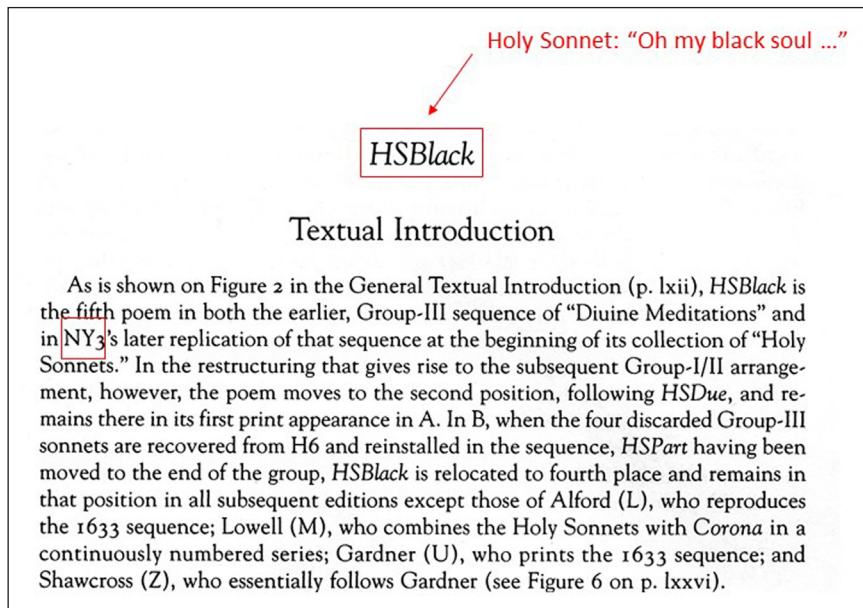 Holy Sonnet: “Oh my black soul ...”
HSBlack
Textual Introduction
As is shown on Figure 2 in the General Textual Introduction (p. lxii), HSBlack is
the fifth poem in both the earlier, Group-III sequence of “Diuine Meditations” and
in NY3’s later replication of that sequence at the beginning of its collection of “Holy
Sonnets.” In the restructuring that gives rise to the subsequent Group-I/II arrange-
ment, however, the poem moves to the second position, following HSDue, and re-
mains there in its first print appearance in A. In B, when the four discarded Group-III
sonnets are recovered from H6 and reinstalled in the sequence, HSPart having been
moved to the end of the group, HSBlack is relocated to fourth place and remains in
that position in all subsequent editions except those of Alford (L), who reproduces
the 1633 sequence; Lowell (M), who combines the Holy Sonnets with Corona in a
continuously numbered series; Gardner (U), who prints the 1633 sequence; and
Shawcross (Z), who essentially follows Gardner (see Figure 6 on p. lxxvi).